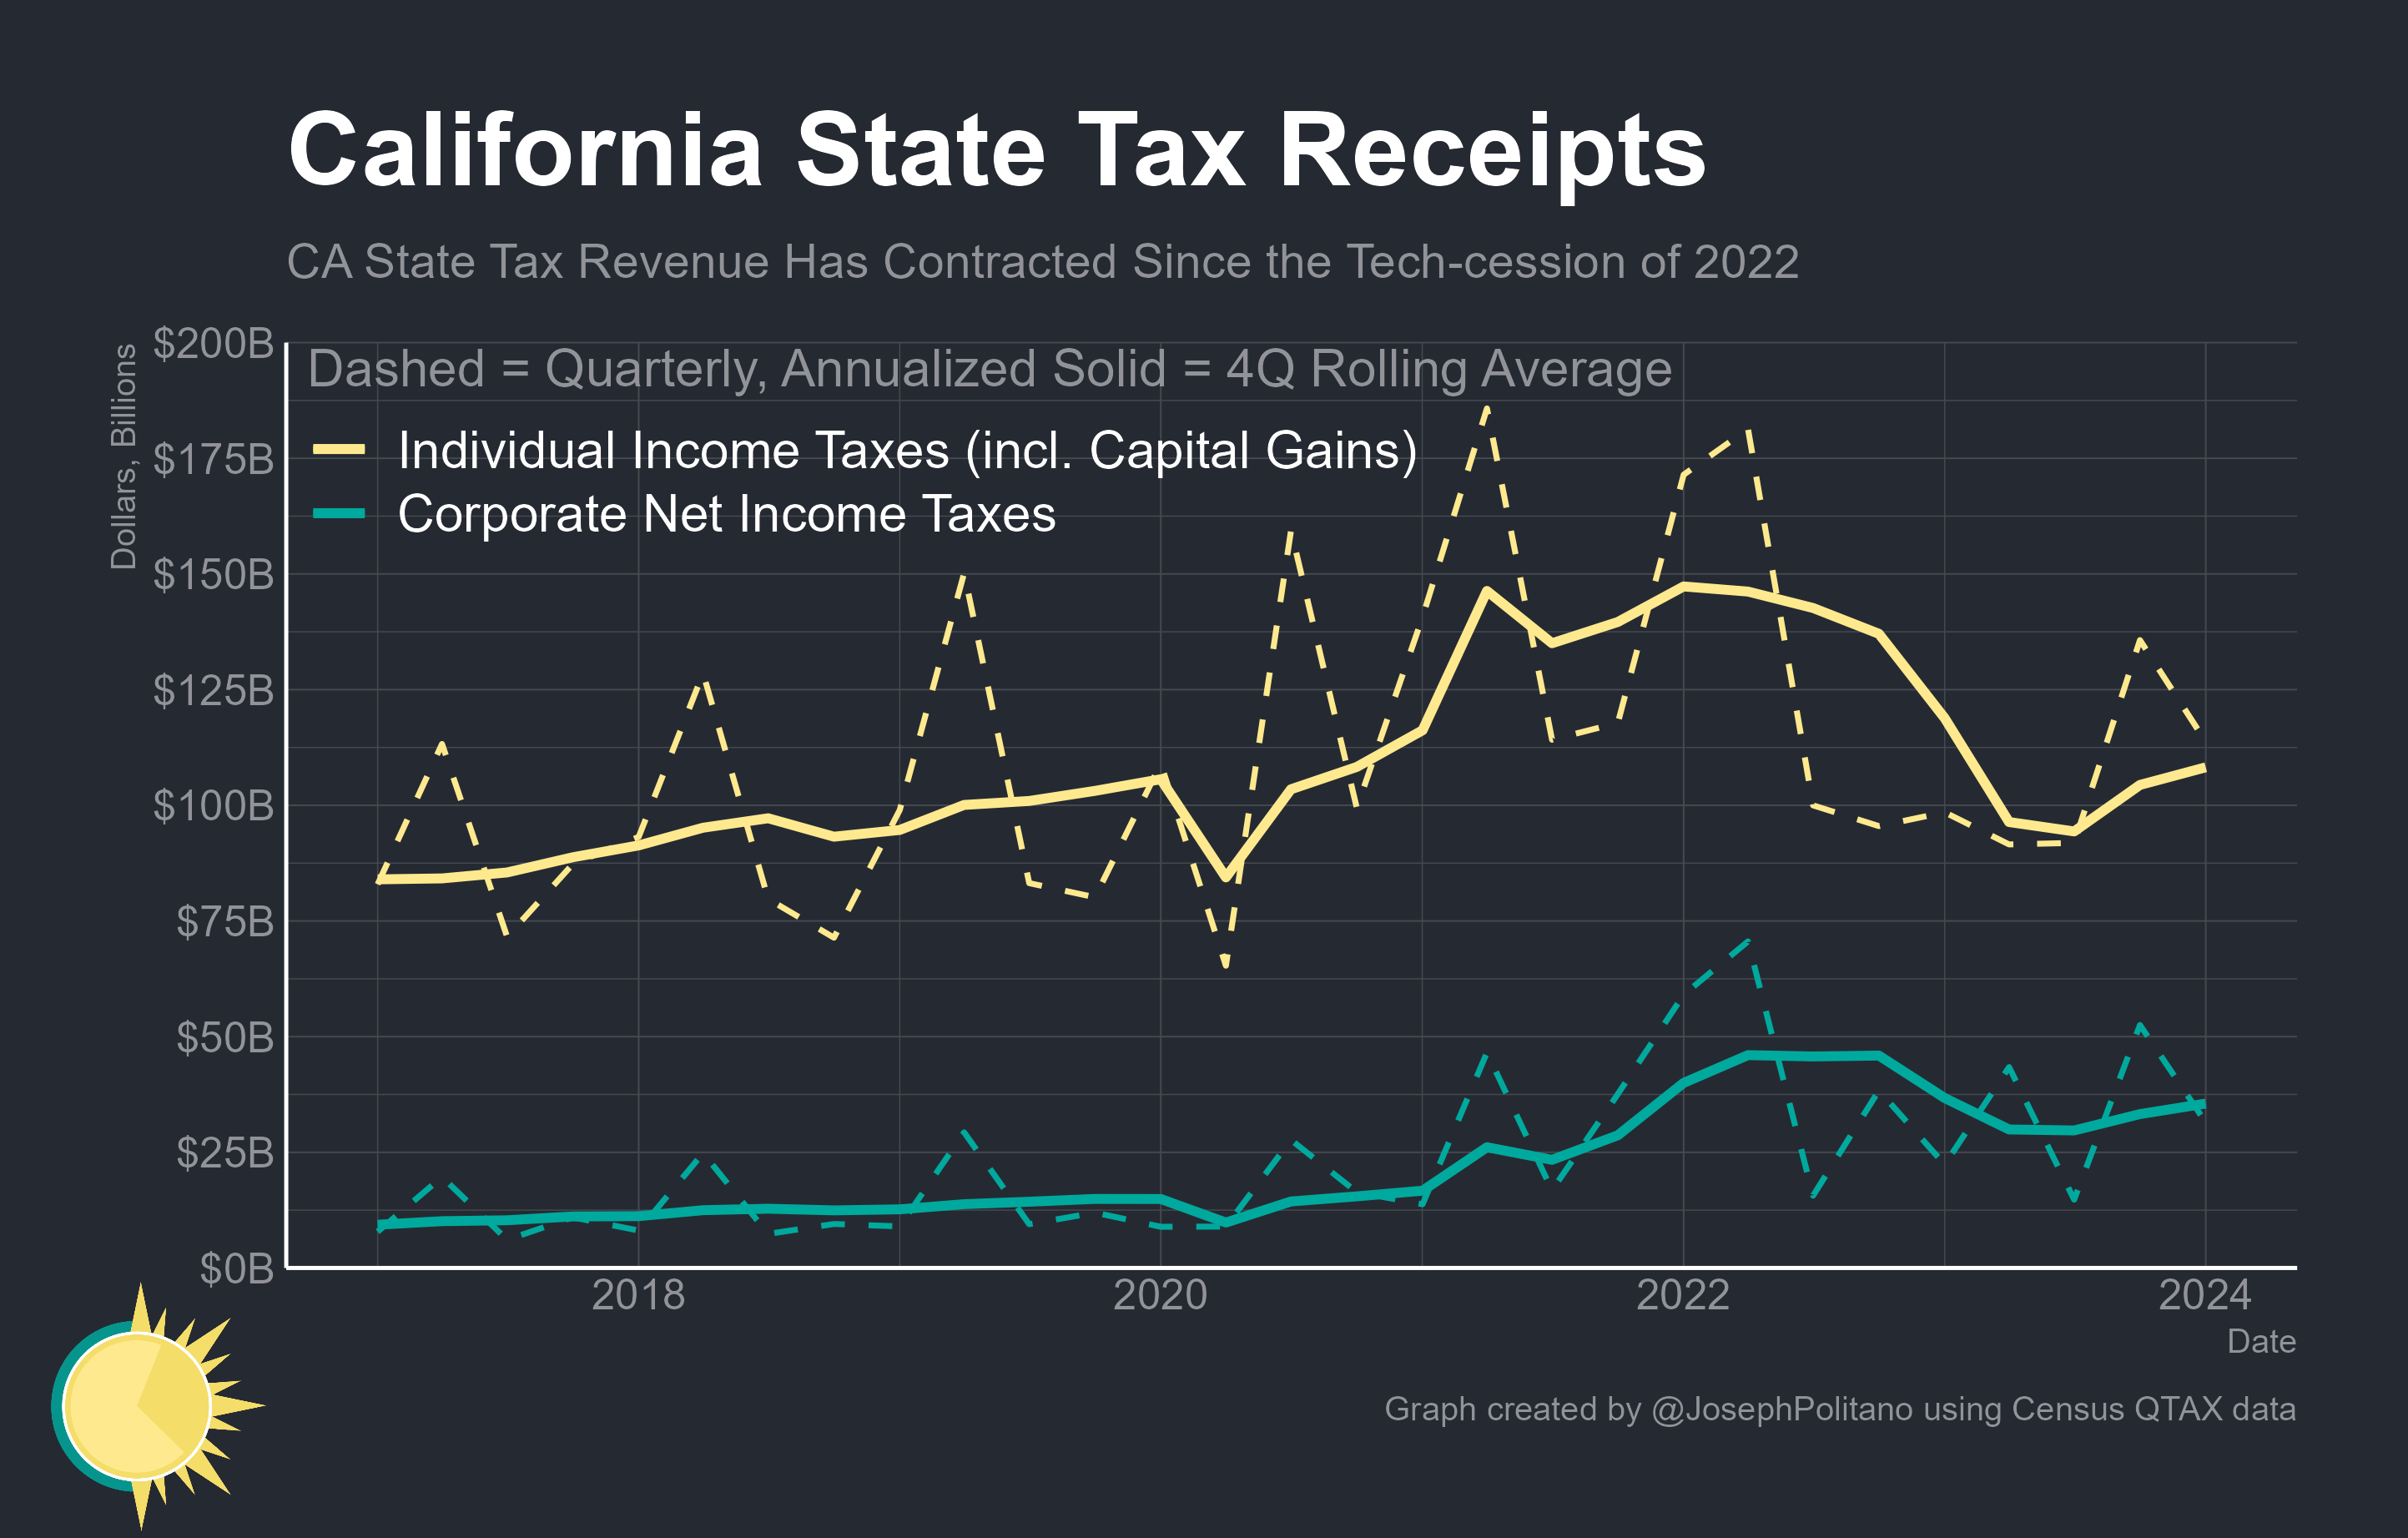 California State Tax Receipts
CA State Tax Revenue Has Contracted Since the Tech-cession of 2022
Dollars, Billions
$200B
$175B
$150B
$125B
$100B
$75B
$50B
$25B
$0B
Dashed = Quarterly, Annualized Solid = 4Q Rolling Average
Individual Income Taxes (incl. Capital Gains)
Corporate Net Income Taxes
2018 2020 2022 2024
Date
Graph created by @JosephPolitano using Census QTAX data